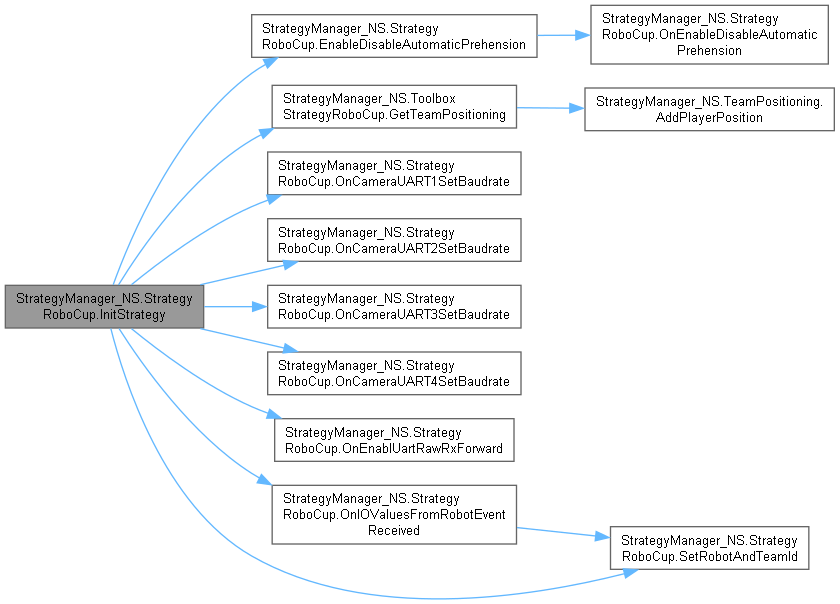 StrategyManager_NS.Strategy
RoboCup.InitStrategy
StrategyManager_NS.Strategy
RoboCup.EnableDisableAutomaticPrehension
StrategyManager_NS.Strategy
RoboCup.OnEnableDisableAutomatic
Prehension
StrategyManager_NS.Toolbox
StrategyRoboCup.GetTeamPositioning
StrategyManager_NS.TeamPositioning.
AddPlayerPosition
StrategyManager_NS.Strategy
RoboCup.OnCameraUART1SetBaudrate
StrategyManager_NS.Strategy
RoboCup.OnCameraUART2SetBaudrate
StrategyManager_NS.Strategy
RoboCup.OnCameraUART3SetBaudrate
StrategyManager_NS.Strategy
RoboCup.OnCameraUART4SetBaudrate
StrategyManager_NS.Strategy
RoboCup.OnEnablUartRawRxForward
StrategyManager_NS.Strategy
RoboCup.OnIOValuesFromRobotEvent
Received
StrategyManager_NS.Strategy
RoboCup.SetRobotAndTeamId